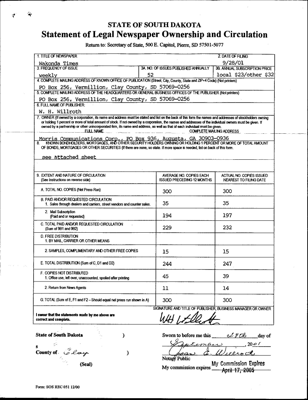 STATE OF SOUTH DAKOTA
Statement of Legal Newspaper Ownership and Circulation
Return to: Secretary of State, 500 E. Capitol, Pierre, SD 57501-5077
1. TITLE OF NEWSPAPER
2. DATE OF FILING
Wakonda Times
9/26/01
3. FREQUENCY OF ISSUE
3A. NO. OF ISSUES PUBLISHED ANNUALLY
3B. ANNUAL SUBSCRIPTION PRICE
weekly
52
local $23/other $32
4. COMPLETE MAILING ADDRESS OF KNOWN OFFICE OF PUBLICATION (Street, City, County, State and ZIP+4 Code) (Not printers)
PO Box 256, Vermillion, Clay County, SD 57069-0256
5. COMPLETE MAILING ADDRESS OF THE HEADQUARTERS OR GENERAL BUSINESS OFFICES OF THE PUBLISHER (Not printers)
PO Box 256, Vermillion, Clay County, SD 57069-0256
6. FULL NAME OF PUBLISHER:
W. H. Willroth
7. OWNER (If owned by a corporation, its name and address must be stated and also on the back of this form the names and addresses of stockholders owning
or holding 1 percent or more of total amount of stock. If not owned by a corporation, the names and addresses of the individual owners must be given. If
owned by a partnership or other unincorporated firm, its name and address, as well as that of each individual must be given.
FULL NAME
COMPLETE MAILING ADDRESS
Morris Communications Corp., PO Box 936, Augusta, GA 30903-0936
8. KNOWN BONDHOLDERS, MORTGAGEES, AND OTHER SECURITY HOLDERS OWNING OR HOLDING 1 PERCENT OR MORE OF TOTAL AMOUNT
OF BONDS, MORTGAGES OR OTHER SECURITIES (If there are none, so state. If more space is needed, list on back of this form.
see attached sheet
9. EXTENT AND NATURE OF CIRCULATION
(See instructions on reverse side)
AVERAGE NO. COPIES EACH
ISSUED PRECEDING 12 MONTHS
ACTUAL NO. COPIES ISSUED
NEAREST TO FILING DATE
A. TOTAL NO. COPIES (Net Press Run)
300
300
B. PAID AND/OR REQUESTED CIRCULATION
1. Sales through dealers and carriers, street vendors and counter sales
35
35
2. Mail Subscription
(Paid and or requested)
194
197
C. TOTAL PAID AND/OR REQUESTED CIRCULATION
(Sum of 9B1 and 9B2)
229
232
D. FREE DISTRIBUTION
1. BY MAIL, CARRIER OR OTHER MEANS
2. SAMPLES, COMPLIMENTARY AND OTHER FREE COPIES
15
15
E. TOTAL DISTRIBUTION (Sum of C, D1 and D2)
244
247
F. COPIES NOT DISTRIBUTED
1. Office use, left over, unaccounted, spoiled after printing
45
39
2. Return from News Agents
11
14
G. TOTAL (Sum of E, F1 and F2 - Should equal net press run shown in A)
300
300
SIGNATURE AND TITLE OF PUBLISHER, BUSINESS MANAGER OR OWNER
I swear that the statements made by me above are
correct and complete.
State of South Dakota )
Sworn to before me this 28th day of
September, 2001
County of Clay )
Notary Public
(Seal)
My commission expires My Commission Expires
April 17, 2005
Form: SOS REC 051 12/00